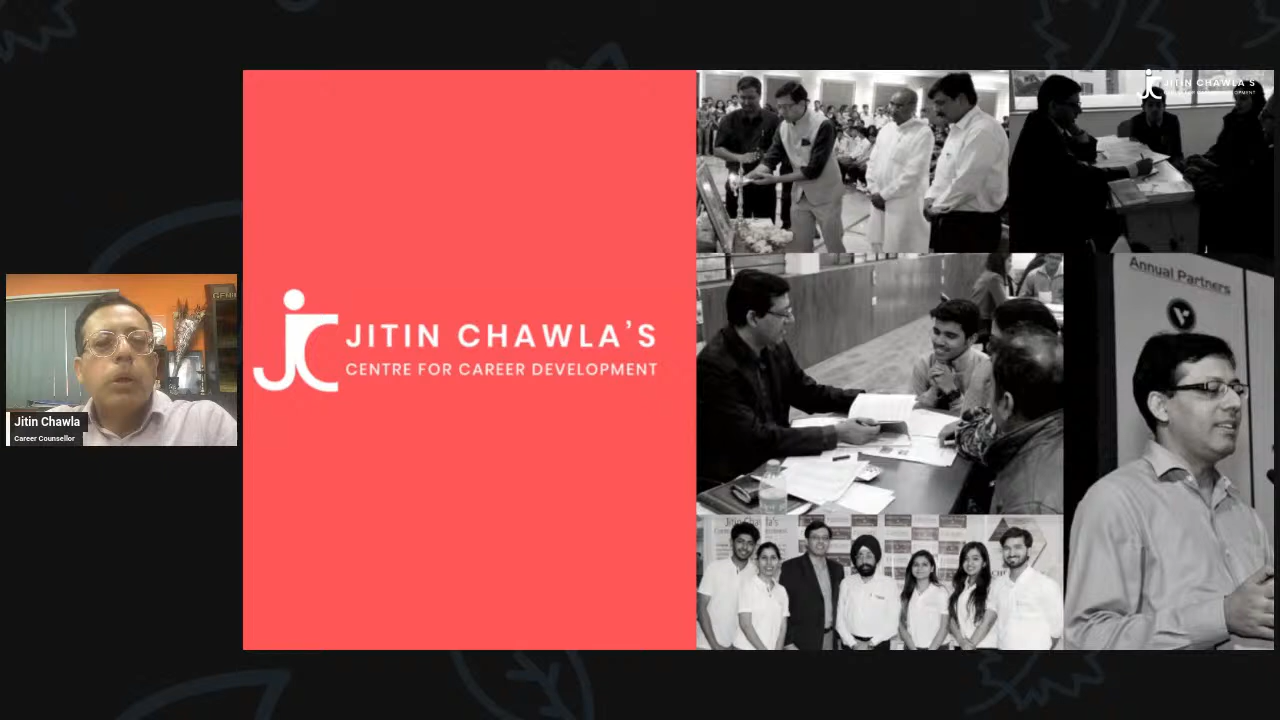 JITIN CHAWLA'S
CENTRE FOR CAREER DEVELOPMENT
Jitin Chawla
Career Counsellor
JITIN CHAWLA'S
Annual Partners